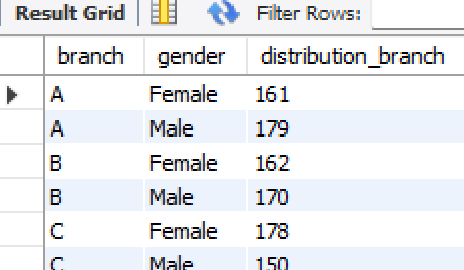 Result Grid Filter Rows:
branch gender distribution_branch
A Female 161
A Male 179
B Female 162
B Male 170
C Female 178
C Male 150